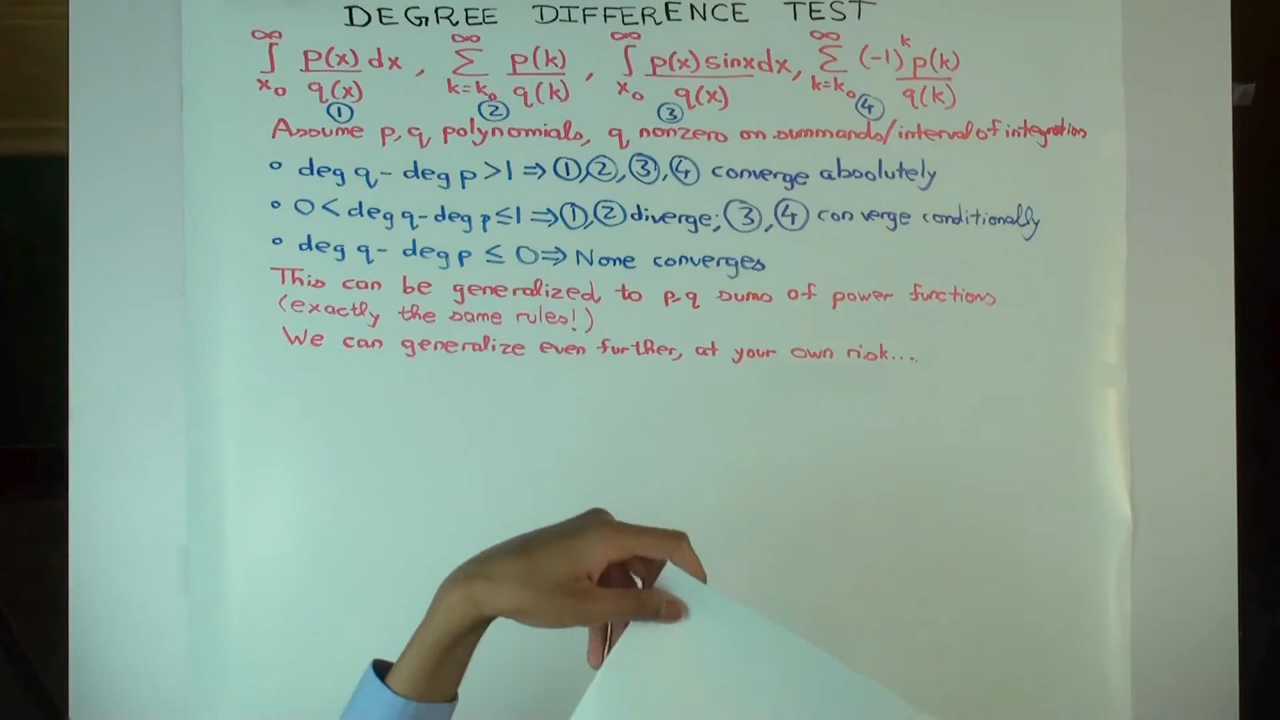 DEGREE DIFFERENCE TEST
∫_{x₀}^{∞} p(x)/q(x) dx, ∑_{k=k₀}^{∞} p(k)/q(k), ∫_{x₀}^{∞} p(x) sinx dx/q(x), ∑_{k=k₀}^{∞} (-1)^k p(k)/q(k)
① ② ③ ④
Assume p, q polynomials, q nonzero on summands/interval of integration
∘ deg q - deg p > 1 ⇒ ①,②,③,④ converge absolutely
∘ 0 < deg q - deg p ≤ 1 ⇒ ①,② diverge; ③,④ converge conditionally
∘ deg q - deg p ≤ 0 ⇒ None converges
This can be generalized to p,q sums of power functions
(exactly the same rules!)
We can generalize even further, at your own risk....